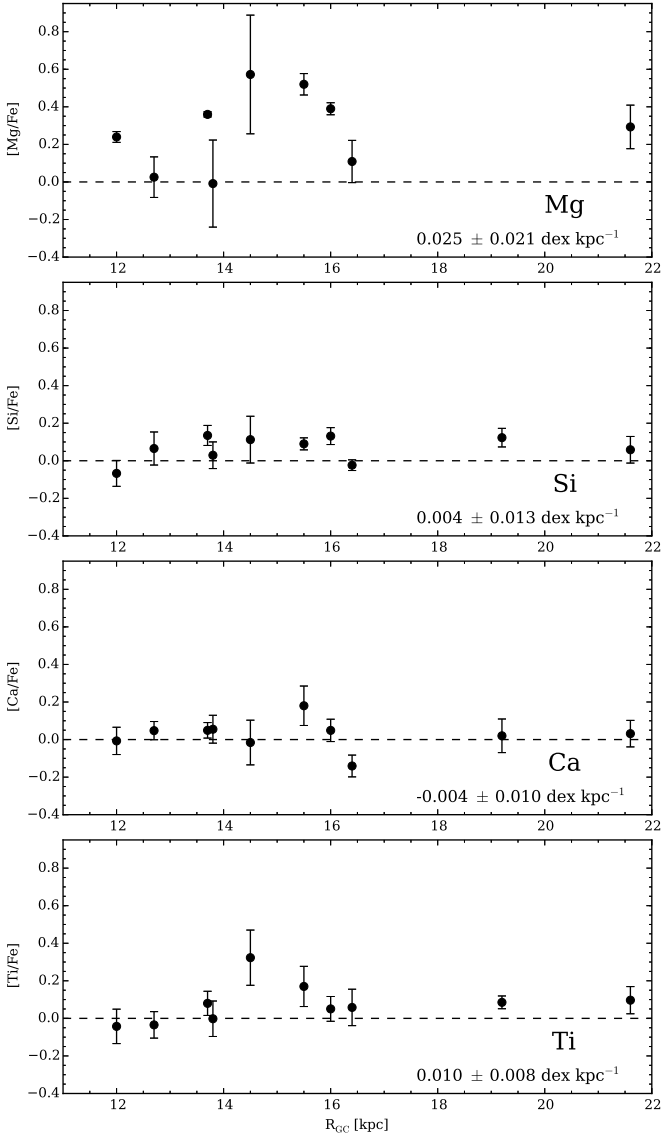 0.8
0.6
0.4
0.2
0.0
−0.2
−0.4
[Mg/Fe]
Mg
0.025 ± 0.021 dex kpc⁻¹
12 14 16 18 20 22
0.8
0.6
0.4
0.2
0.0
−0.2
−0.4
[Si/Fe]
Si
0.004 ± 0.013 dex kpc⁻¹
12 14 16 18 20 22
0.8
0.6
0.4
0.2
0.0
−0.2
−0.4
[Ca/Fe]
Ca
-0.004 ± 0.010 dex kpc⁻¹
12 14 16 18 20 22
0.8
0.6
0.4
0.2
0.0
−0.2
−0.4
[Ti/Fe]
Ti
0.010 ± 0.008 dex kpc⁻¹
12 14 16 18 20 22
R_GC [kpc]